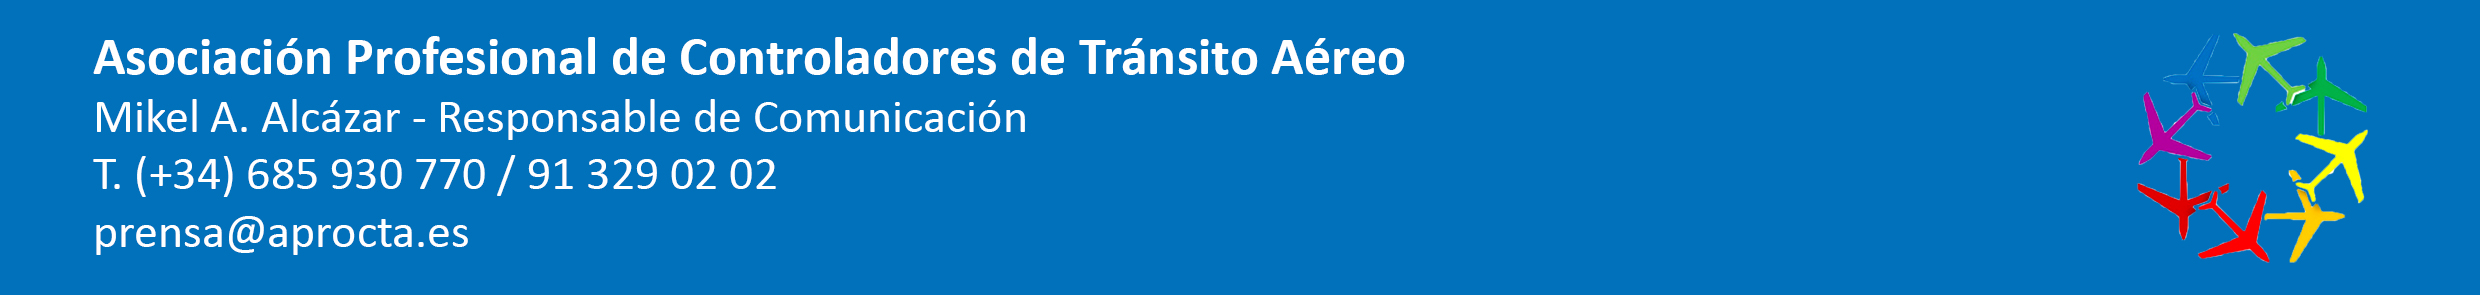 Asociación Profesional de Controladores de Tránsito Aéreo
Mikel A. Alcázar - Responsable de Comunicación
T. (+34) 685 930 770 / 91 329 02 02
prensa@aprocta.es